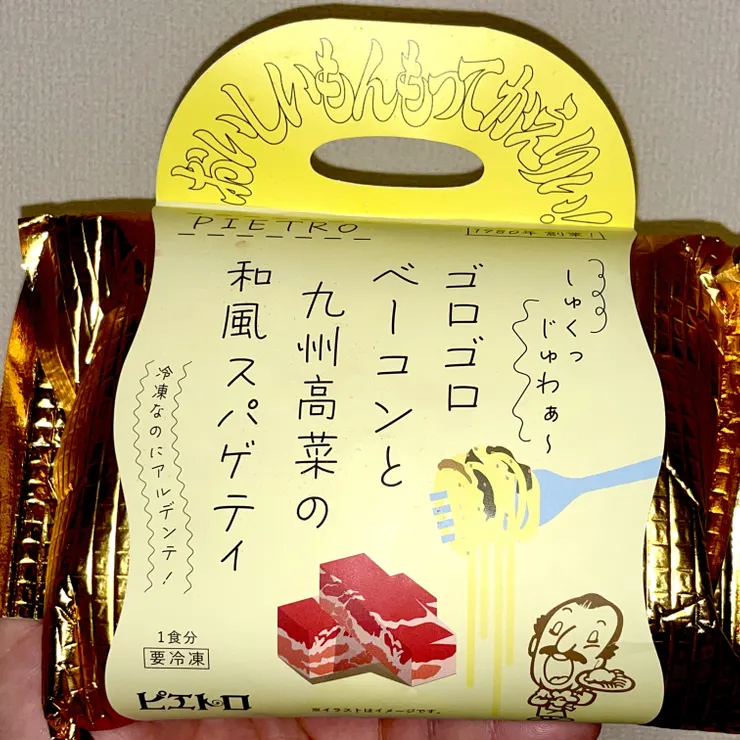 おいしいもんもってかえりぃ!
PIETRO
1980年 創業!
しゅくっ
じゅわぁ〜
ゴロゴロ
ベーコンと
九州高菜の
和風スパゲティ
冷凍なのにアルデンテ!
1食分
要冷凍
ピエトロ
※イラストはイメージです。